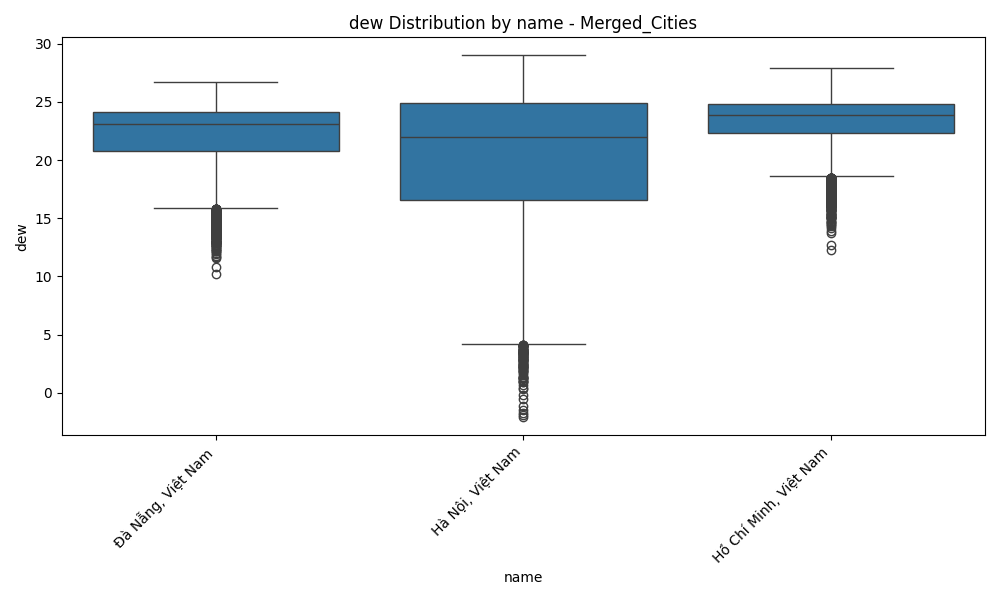 dew Distribution by name - Merged_Cities
30
25
20
15
10
5
0
dew
Đà Nẵng, Việt Nam
Hà Nội, Việt Nam
Hồ Chí Minh, Việt Nam
name